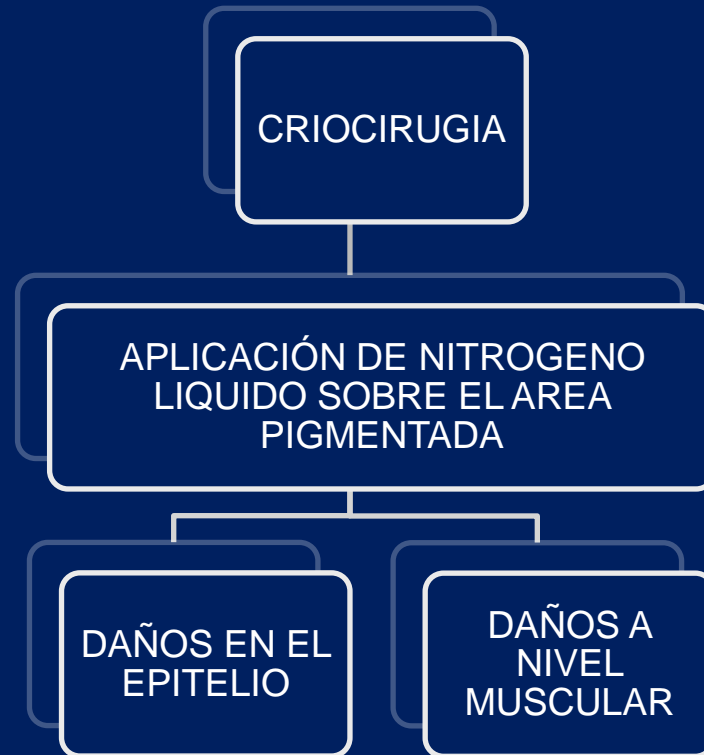 CRIOCIRUGIA
APLICACIÓN DE NITROGENO
LIQUIDO SOBRE EL AREA
PIGMENTADA
DAÑOS EN EL
EPITELIO
DAÑOS A
NIVEL
MUSCULAR